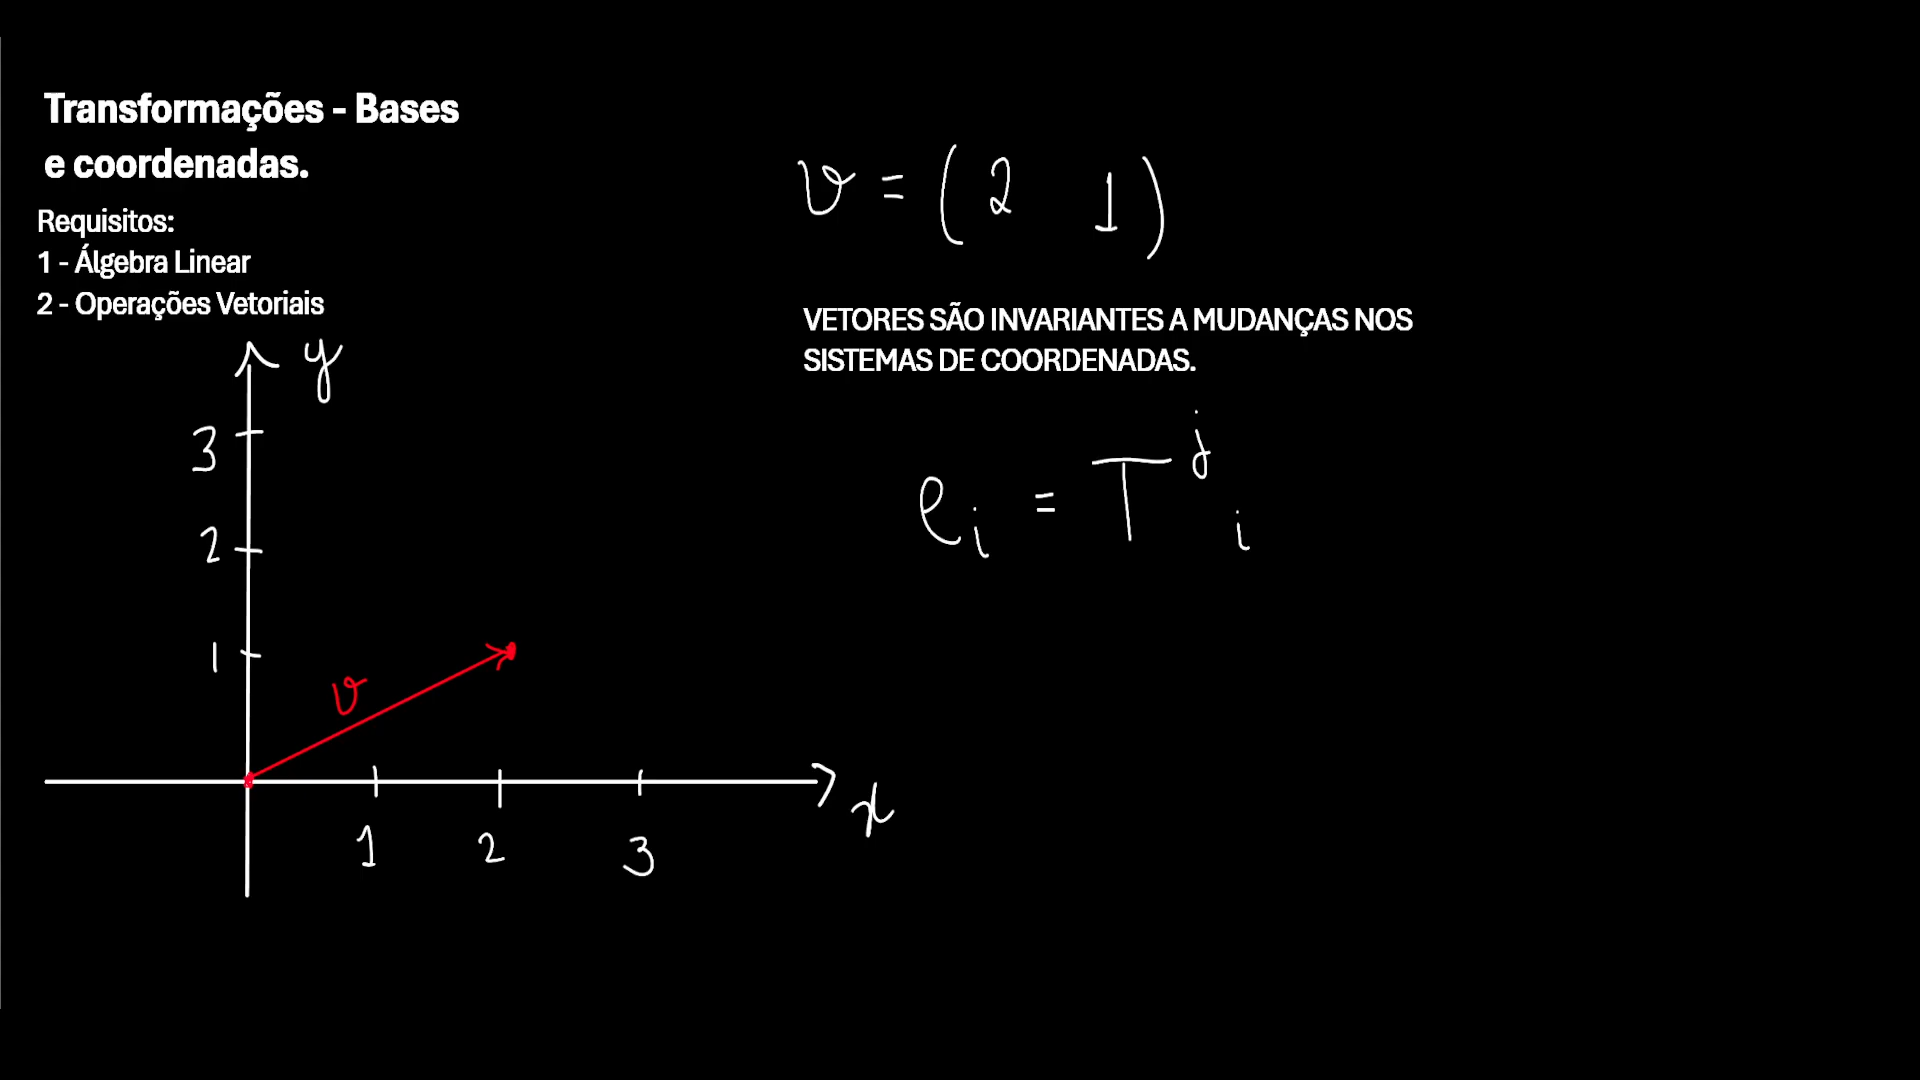 Transformações - Bases
e coordenadas.
Requisitos:
1 - Álgebra Linear
2 - Operações Vetoriais
v = ( 2 1 )
VETORES SÃO INVARIANTES A MUDANÇAS NOS
SISTEMAS DE COORDENADAS.
e_i = T^j_i
y
3
2
1
v
x
1 2 3